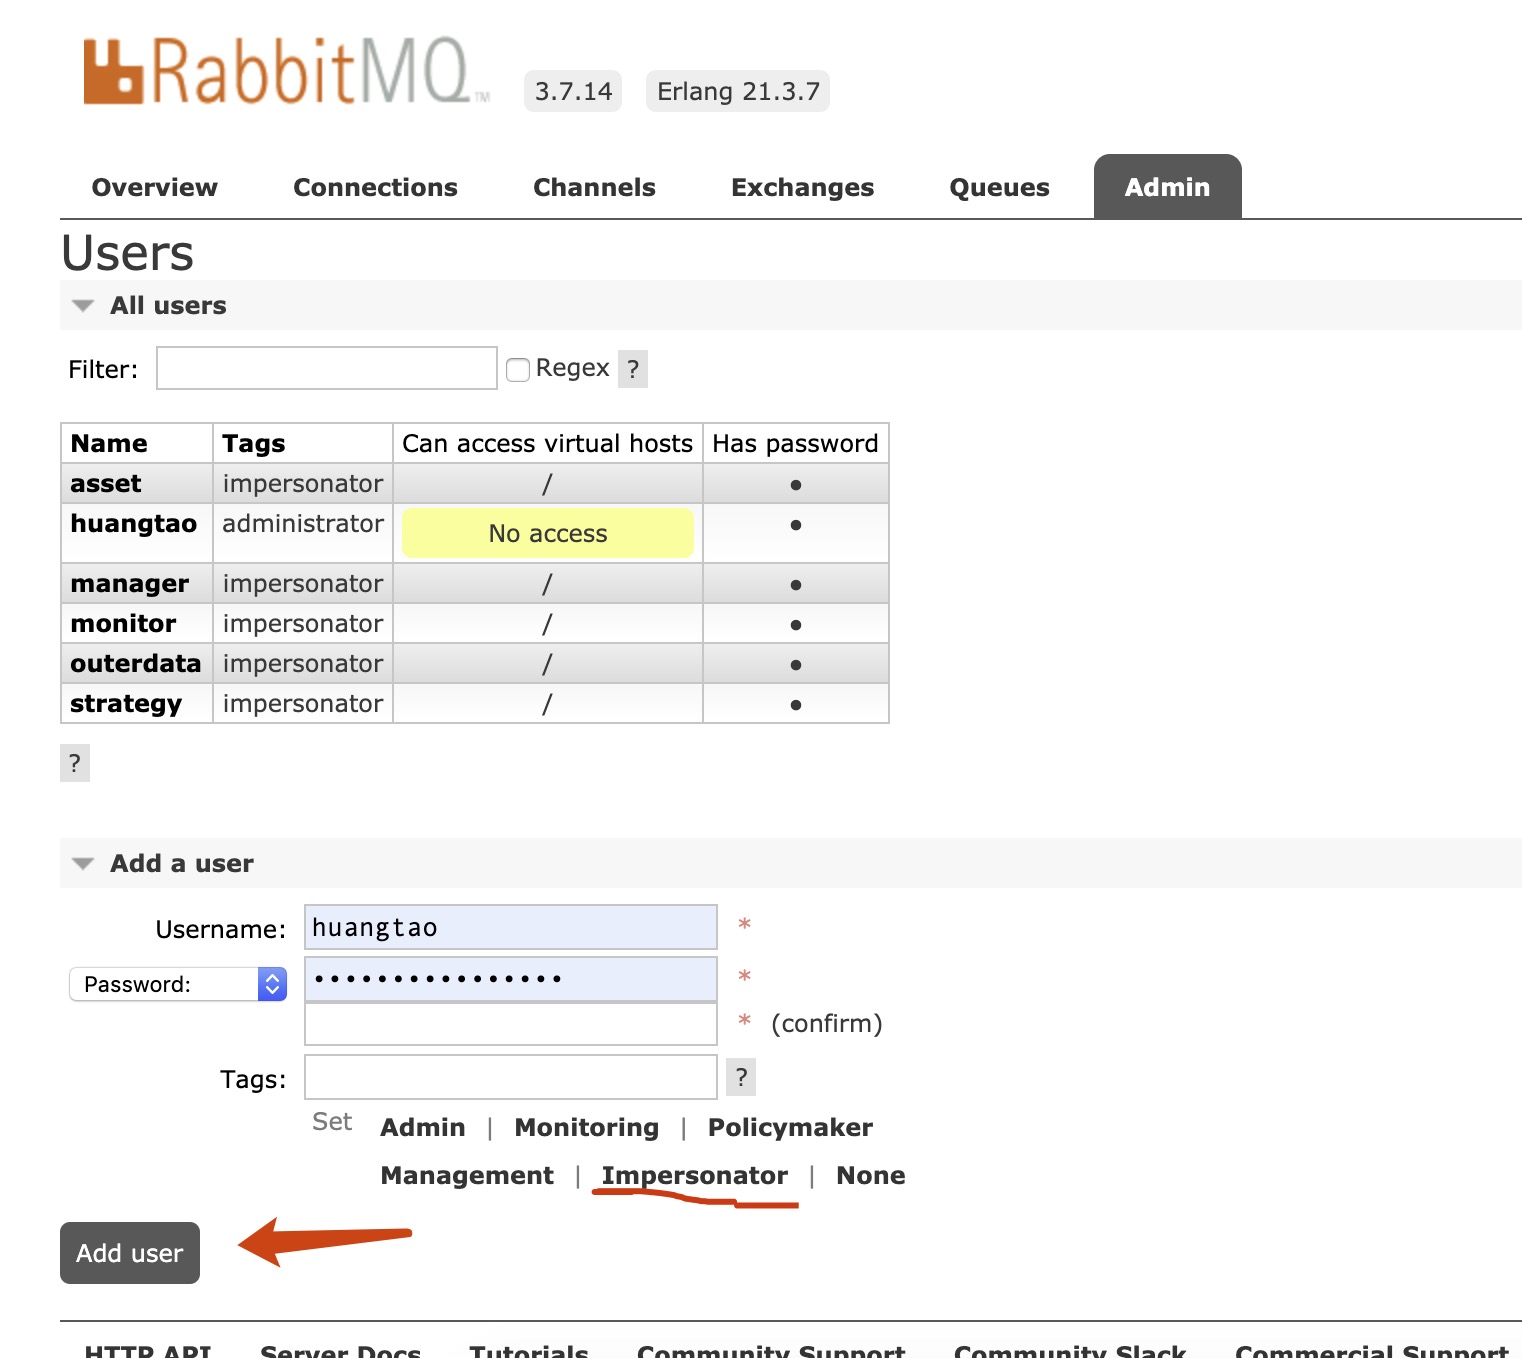 RabbitMQ™ 3.7.14 Erlang 21.3.7
Overview Connections Channels Exchanges Queues Admin
Users
All users
Filter: Regex ?
Name Tags Can access virtual hosts Has password
asset impersonator / •
huangtao administrator No access •
manager impersonator / •
monitor impersonator / •
outerdata impersonator / •
strategy impersonator / •
?
Add a user
Username: huangtao *
Password: •••••••••••••••• *
* (confirm)
Tags: ?
Set Admin | Monitoring | Policymaker
Management | Impersonator | None
Add user
HTTP API Server Docs Tutorials Community Support Community Slack Commercial Support